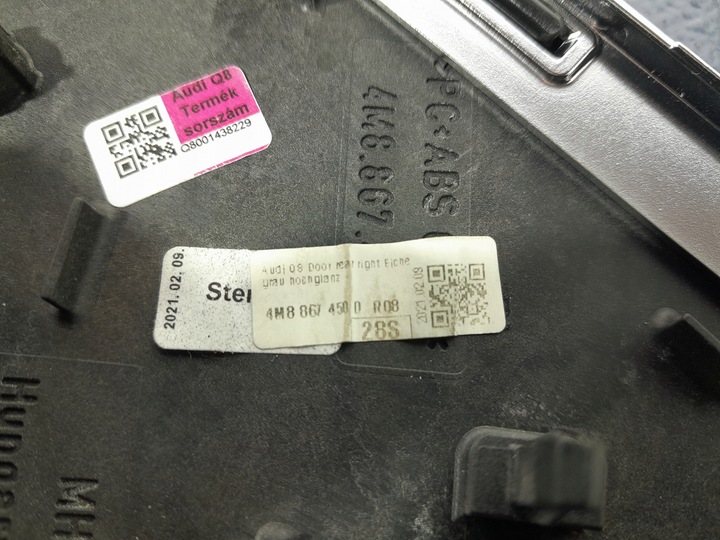 Audi Q8
Termék
sorszám
Q8001438229
PC+ABS
4M8.867.
2021. 02. 09.
Ster
Audi Q8 Door rear right Eiche
grau hochglanz
4M8 867 450 D R08
28S
2021.02.09
MH